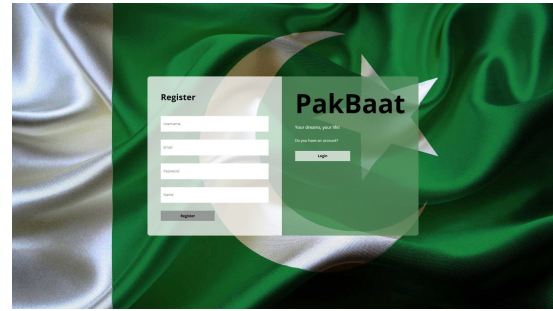 Register
Username
Email
Password
Name
Register
PakBaat
Your dreams, your life!
Do you have an account?
Login